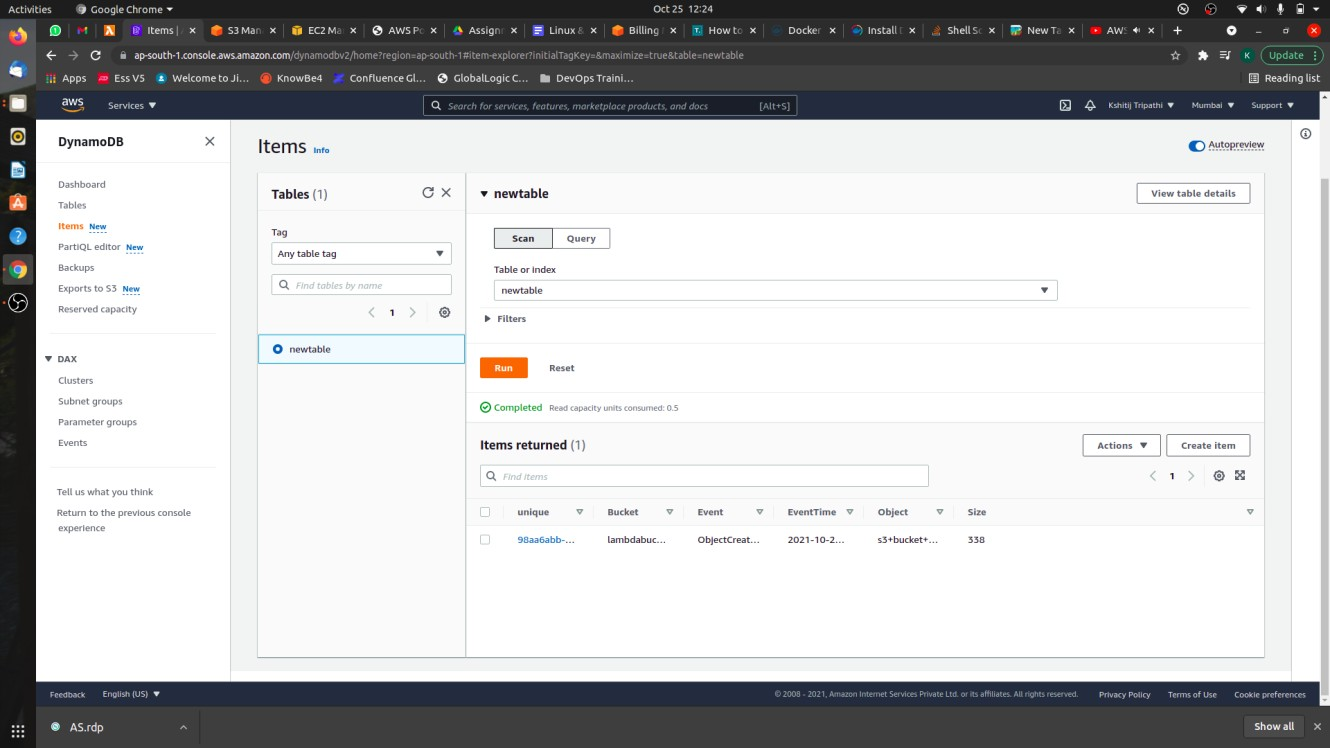 Activities Google Chrome Oct 25 12:24
Items | S3 Man EC2 Ma AWS Po Assignm Linux & Billing How to Docker Install D Shell Sc New Ta AWS
ap-south-1.console.aws.amazon.com/dynamodbv2/home?region=ap-south-1#item-explorer?initialTagKey=&maximize=true&table=newtable K Update
Apps Ess V5 Welcome to Ji... KnowBe4 Confluence Gl... GlobalLogic C... DevOps Traini... Reading list
aws Services Search for services, features, marketplace products, and docs [Alt+S] Kshitij Tripathi Mumbai Support
DynamoDB
Dashboard
Tables
Items New
PartiQL editor New
Backups
Exports to S3 New
Reserved capacity
DAX
Clusters
Subnet groups
Parameter groups
Events
Tell us what you think
Return to the previous console
experience
Items Info
Autopreview
Tables (1)
Tag
Any table tag
Find tables by name
1
newtable
newtable
View table details
Scan Query
Table or index
newtable
Filters
Run Reset
Completed Read capacity units consumed: 0.5
Items returned (1)
Actions Create item
Find items
1
unique Bucket Event EventTime Object Size
98aa6abb-... lambdabuc... ObjectCreat... 2021-10-2... s3+bucket+... 338
Feedback English (US) © 2008 - 2021, Amazon Internet Services Private Ltd. or its affiliates. All rights reserved. Privacy Policy Terms of Use Cookie preferences
AS.rdp Show all